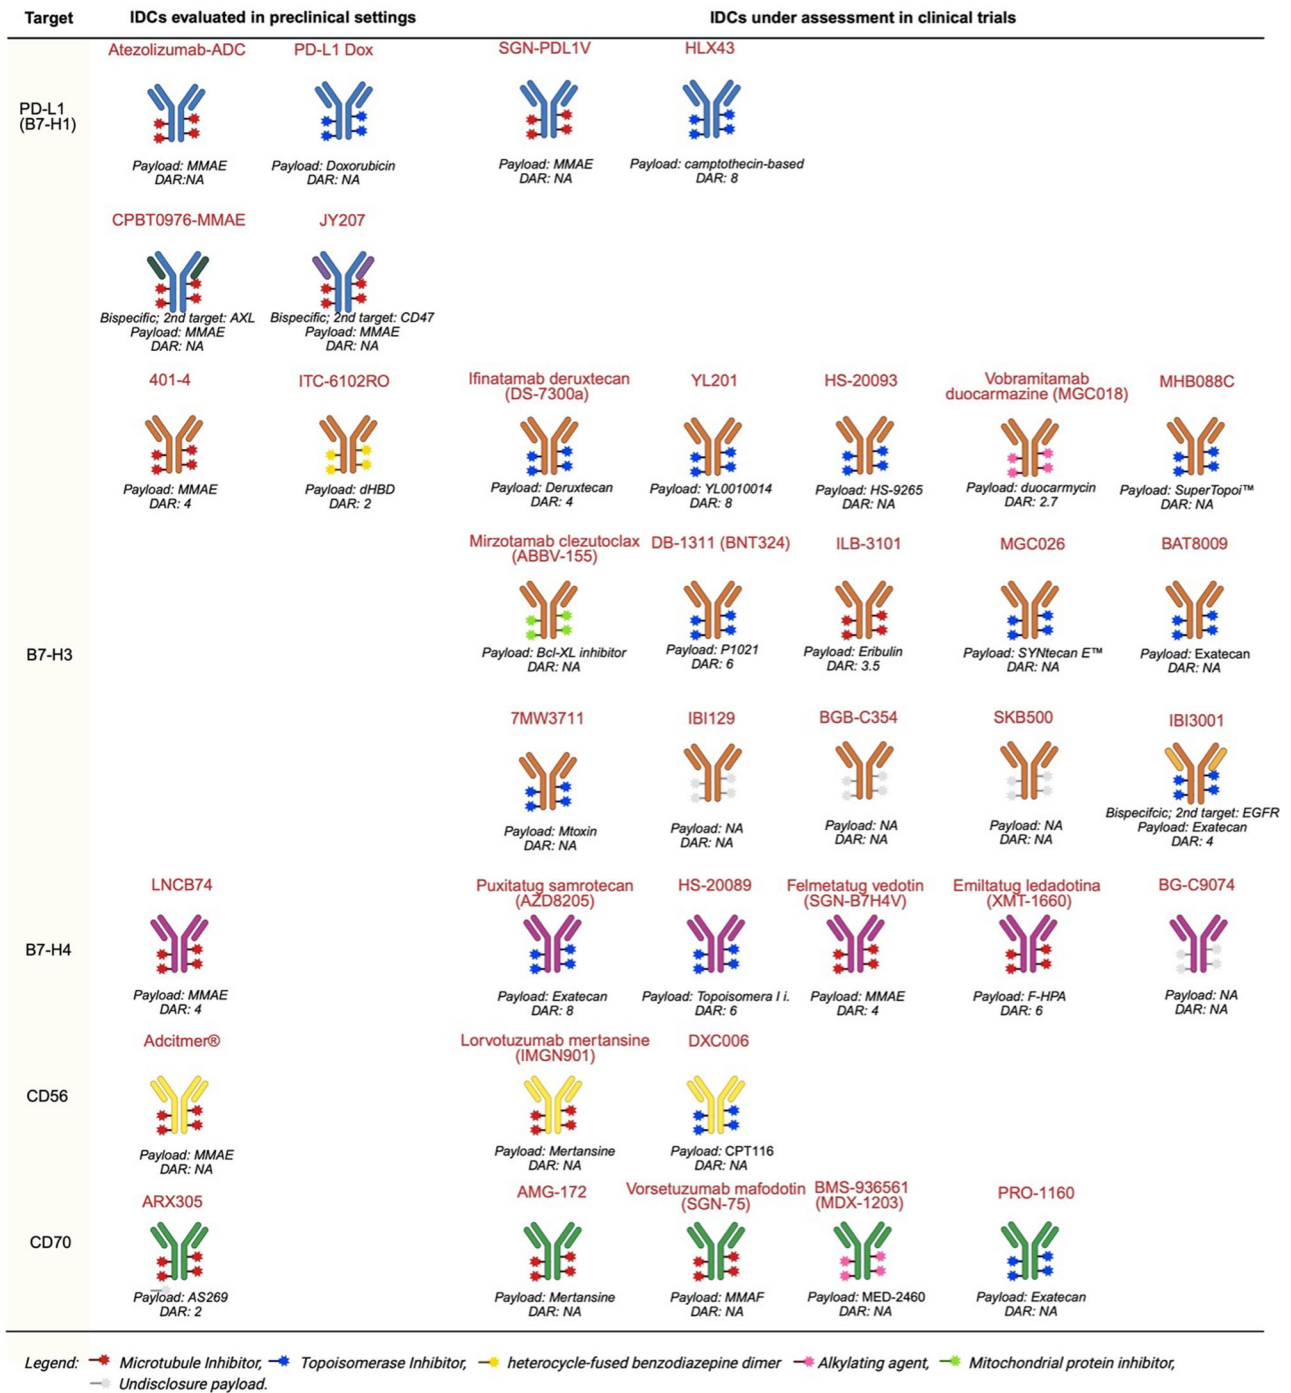 Target
IDCs evaluated in preclinical settings
IDCs under assessment in clinical trials
PD-L1
(B7-H1)
Atezolizumab-ADC
Payload: MMAE
DAR:NA
PD-L1 Dox
Payload: Doxorubicin
DAR: NA
SGN-PDL1V
Payload: MMAE
DAR: NA
HLX43
Payload: camptothecin-based
DAR: 8
CPBT0976-MMAE
Bispecific; 2nd target: AXL
Payload: MMAE
DAR: NA
JY207
Bispecific; 2nd target: CD47
Payload: MMAE
DAR: NA
B7-H3
401-4
Payload: MMAE
DAR: 4
ITC-6102RO
Payload: dHBD
DAR: 2
Ifinatamab deruxtecan
(DS-7300a)
Payload: Deruxtecan
DAR: 4
YL201
Payload: YL0010014
DAR: 8
HS-20093
Payload: HS-9265
DAR: NA
Vobramitamab
duocarmazine (MGC018)
Payload: duocarmycin
DAR: 2.7
MHB088C
Payload: SuperTopoi™
DAR: NA
Mirzotamab clezutoclax
(ABBV-155)
Payload: Bcl-XL inhibitor
DAR: NA
DB-1311 (BNT324)
Payload: P1021
DAR: 6
ILB-3101
Payload: Eribulin
DAR: 3.5
MGC026
Payload: SYNtecan E™
DAR: NA
BAT8009
Payload: Exatecan
DAR: NA
7MW3711
Payload: Mtoxin
DAR: NA
IBI129
Payload: NA
DAR: NA
BGB-C354
Payload: NA
DAR: NA
SKB500
Payload: NA
DAR: NA
IBI3001
Bispecifcic; 2nd target: EGFR
Payload: Exatecan
DAR: 4
B7-H4
LNCB74
Payload: MMAE
DAR: 4
Puxitatug samrotecan
(AZD8205)
Payload: Exatecan
DAR: 8
HS-20089
Payload: Topoisomera I i.
DAR: 6
Felmetatug vedotin
(SGN-B7H4V)
Payload: MMAE
DAR: 4
Emiltatug ledadotina
(XMT-1660)
Payload: F-HPA
DAR: 6
BG-C9074
Payload: NA
DAR: NA
CD56
Adcitmer®
Payload: MMAE
DAR: NA
Lorvotuzumab mertansine
(IMGN901)
Payload: Mertansine
DAR: NA
DXC006
Payload: CPT116
DAR: NA
CD70
ARX305
Payload: AS269
DAR: 2
AMG-172
Payload: Mertansine
DAR: NA
Vorsetuzumab mafodotin
(SGN-75)
Payload: MMAF
DAR: NA
BMS-936561
(MDX-1203)
Payload: MED-2460
DAR: NA
PRO-1160
Payload: Exatecan
DAR: NA
Legend: Microtubule Inhibitor, Topoisomerase Inhibitor, heterocycle-fused benzodiazepine dimer Alkylating agent, Mitochondrial protein inhibitor,
Undisclosure payload.